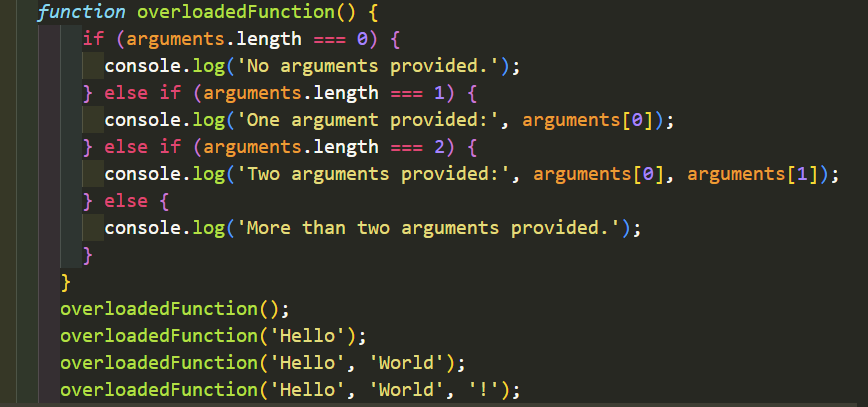 function overloadedFunction() {
if (arguments.length === 0) {
console.log('No arguments provided.');
} else if (arguments.length === 1) {
console.log('One argument provided:', arguments[0]);
} else if (arguments.length === 2) {
console.log('Two arguments provided:', arguments[0], arguments[1]);
} else {
console.log('More than two arguments provided.');
}
}
overloadedFunction();
overloadedFunction('Hello');
overloadedFunction('Hello', 'World');
overloadedFunction('Hello', 'World', '!');